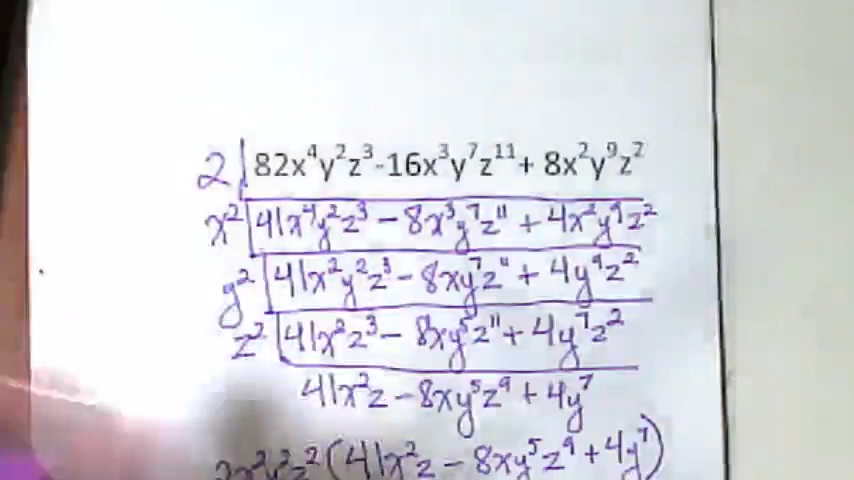 2 82x⁴y²z³-16x³y⁷z¹¹+ 8x²y⁹z²
x² 41x⁴y²z³ - 8x³y⁷z¹¹ + 4x²y⁹z²
y² 41x²y²z³ - 8xy⁷z¹¹ + 4y⁹z²
z² 41x²z³ - 8xy⁵z¹¹ + 4y⁷z²
41x²z - 8xy⁵z⁹ + 4y⁷
2x²y²z² (41x²z - 8xy⁵z⁹ + 4y⁷)